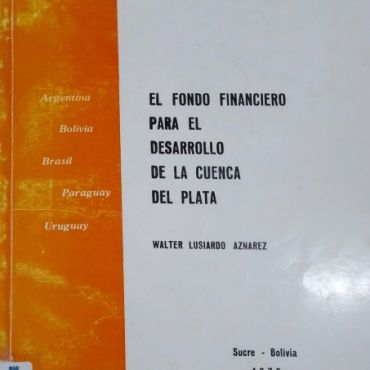 Argentina
Bolivia
Brasil
Paraguay
Uruguay
EL FONDO FINANCIERO
PARA EL
DESARROLLO
DE LA CUENCA
DEL PLATA
WALTER LUSIARDO AZNAREZ
Sucre - Bolivia